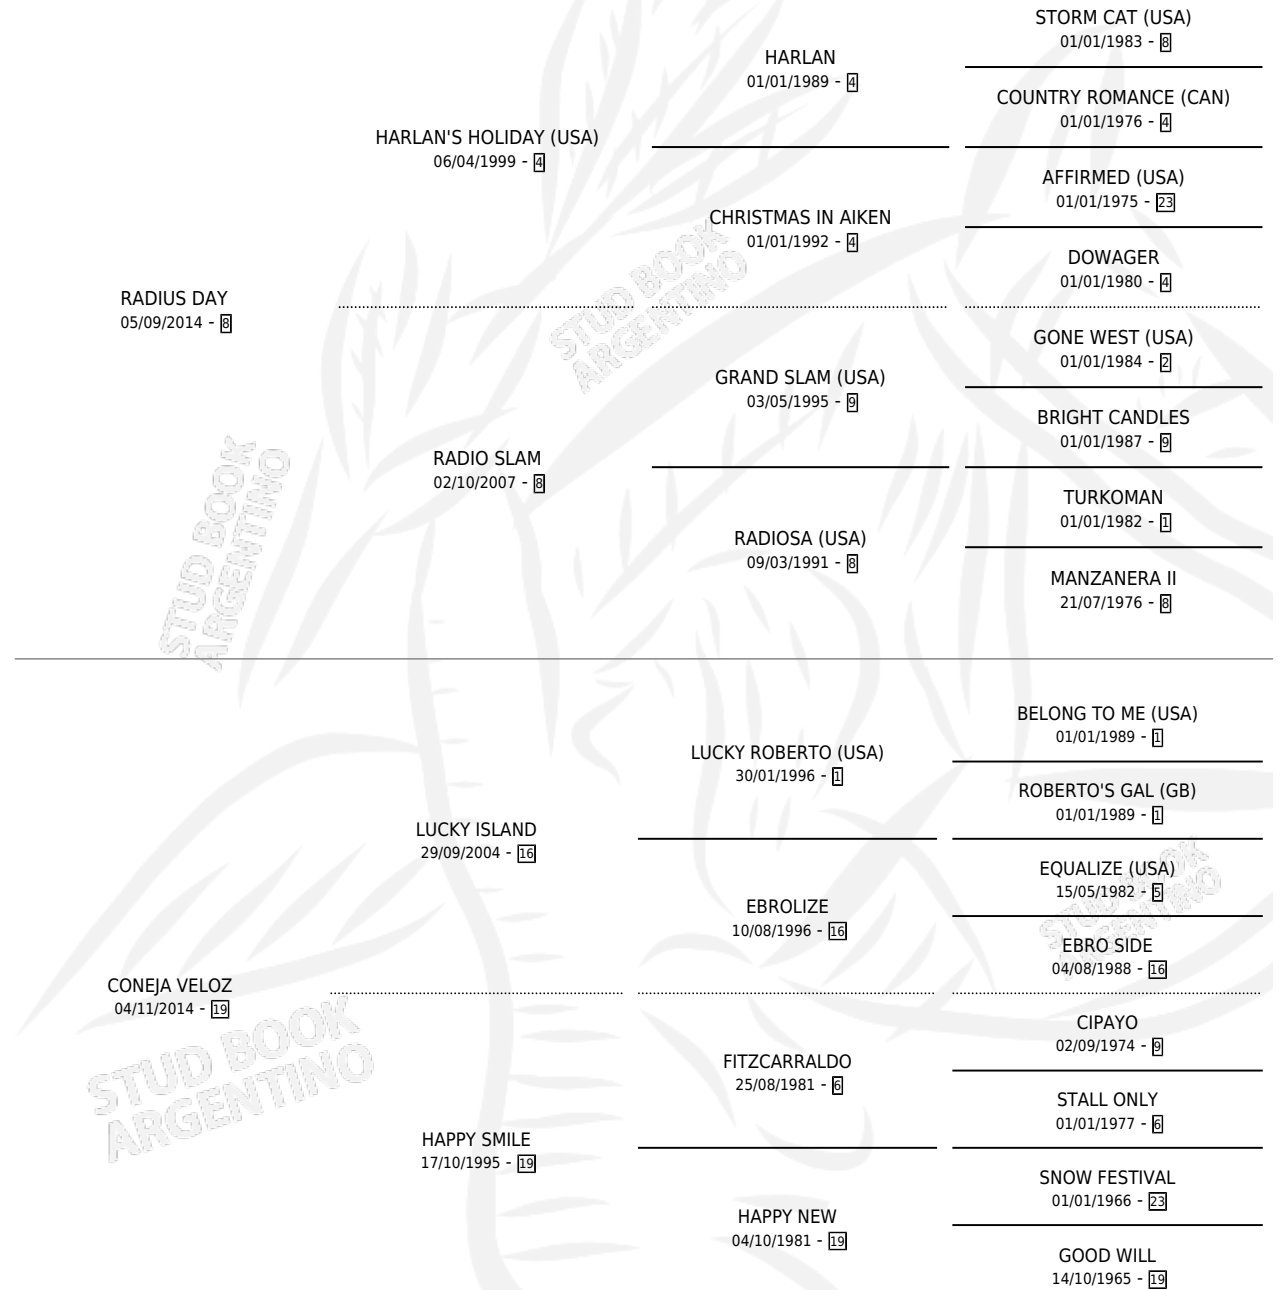 STORM CAT (USA)
01/01/1983 - 8
HARLAN
01/01/1989 - 4
COUNTRY ROMANCE (CAN)
01/01/1976 - 4
HARLAN'S HOLIDAY (USA)
06/04/1999 - 4
AFFIRMED (USA)
01/01/1975 - 23
CHRISTMAS IN AIKEN
01/01/1992 - 4
DOWAGER
01/01/1980 - 4
RADIUS DAY
05/09/2014 - 8
GONE WEST (USA)
01/01/1984 - 2
GRAND SLAM (USA)
03/05/1995 - 9
BRIGHT CANDLES
01/01/1987 - 9
RADIO SLAM
02/10/2007 - 8
TURKOMAN
01/01/1982 - 1
RADIOSA (USA)
09/03/1991 - 8
MANZANERA II
21/07/1976 - 8
BELONG TO ME (USA)
01/01/1989 - 1
LUCKY ROBERTO (USA)
30/01/1996 - 1
ROBERTO'S GAL (GB)
01/01/1989 - 1
LUCKY ISLAND
29/09/2004 - 16
EQUALIZE (USA)
15/05/1982 - 5
EBROLIZE
10/08/1996 - 16
EBRO SIDE
04/08/1988 - 16
CONEJA VELOZ
04/11/2014 - 19
CIPAYO
02/09/1974 - 9
FITZCARRALDO
25/08/1981 - 6
STALL ONLY
01/01/1977 - 6
HAPPY SMILE
17/10/1995 - 19
SNOW FESTIVAL
01/01/1966 - 23
HAPPY NEW
04/10/1981 - 19
GOOD WILL
14/10/1965 - 19
STUD BOOK
ARGENTINO
STUD BOOK
ARGENTINO
STUD BOOK
ARGENTINO
STUD BOOK
ARGENTINO